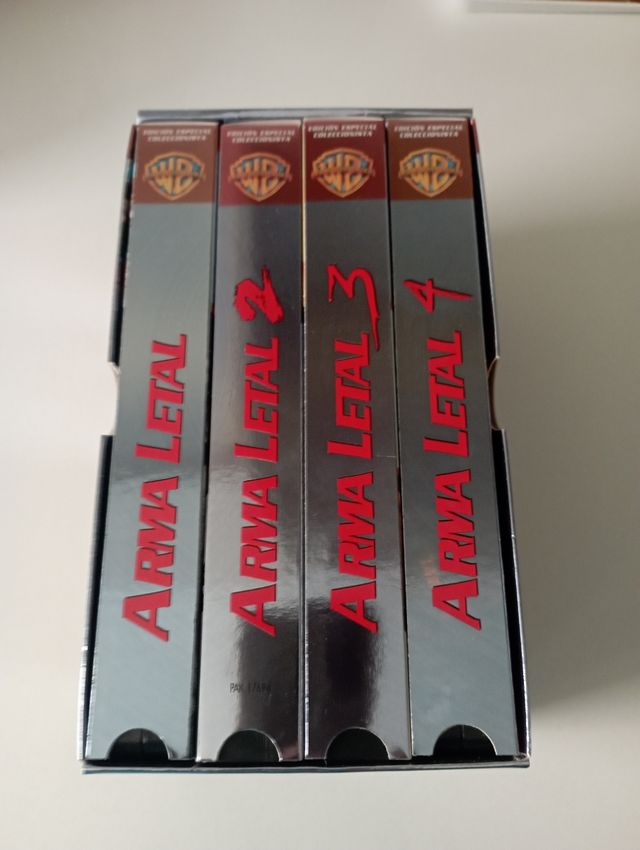 EDICIÓN ESPECIAL
COLECCIONISTA
WB
ARMA LETAL
EDICIÓN ESPECIAL
COLECCIONISTA
WB
ARMA LETAL 2
EDICIÓN ESPECIAL
COLECCIONISTA
WB
ARMA LETAL 3
EDICIÓN ESPECIAL
COLECCIONISTA
WB
ARMA LETAL 4